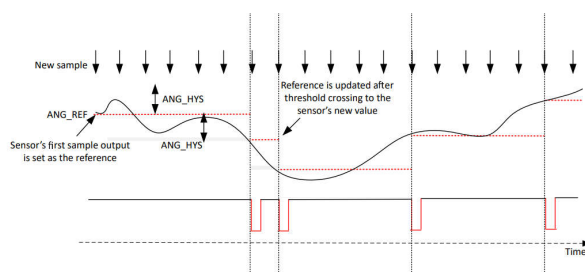 New sample
ANG_HYS
Reference is updated after
threshold crossing to the
sensor's new value
ANG_REF
Sensor's first sample output
is set as the reference
ANG_HYS
Time